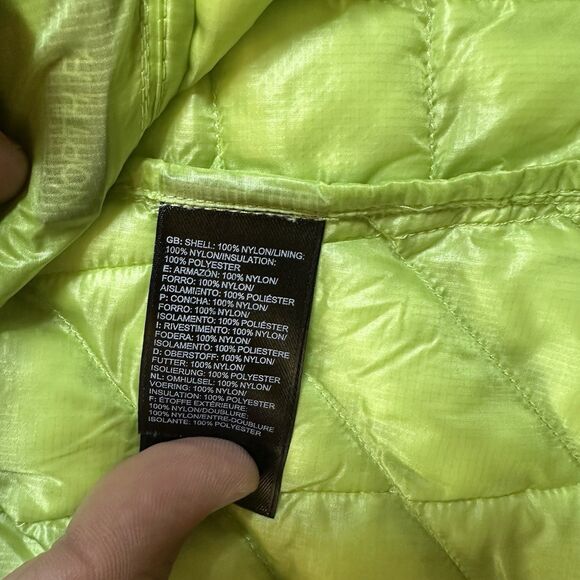 GB: SHELL: 100% NYLON/LINING:
100% NYLON/INSULATION:
100% POLYESTER
E: ARMAZÓN: 100% NYLON/
FORRO: 100% NYLON/
AISLAMIENTO: 100% POLIÉSTER
P: CONCHA: 100% NYLON/
FORRO: 100% NYLON/
ISOLAMENTO: 100% POLIÉSTER
I: RIVESTIMENTO: 100% NYLON/
FODERA: 100% NYLON/
ISOLAMENTO: 100% POLIESTERE
D: OBERSTOFF: 100% NYLON/
FUTTER: 100% NYLON/
ISOLIERUNG: 100% POLYESTER
NL: OMHULSEL: 100% NYLON/
VOERING: 100% NYLON/
INSULATION: 100% POLYESTER
F: ÉTOFFE EXTÉRIEURE:
100% NYLON/DOUBLURE:
100% NYLON/ENTRE-DOUBLURE
ISOLANTE: 100% POLYESTER